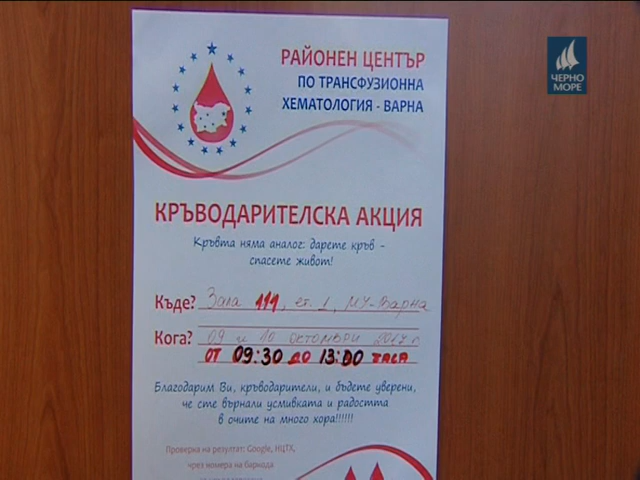 ЧЕРНО
МОРЕ
РАЙОНЕН ЦЕНТЪР
ПО ТРАНСФУЗИОННА
ХЕМАТОЛОГИЯ - ВАРНА
КРЪВОДАРИТЕЛСКА АКЦИЯ
Кръвта няма аналог: дарете кръв –
спасете живот!
Къде? Зала 111, ет. 1, МУ-Варна
Кога? 09 и 10 октомври 2017 г.
от 09:30 до 13:00 часа
Благодарим Ви, кръводарители, и бъдете уверени,
че сте върнали усмивката и радостта
в очите на много хора!!!!!!
Проверка на резултат: Google, НЦТХ,
чрез номера на баркода